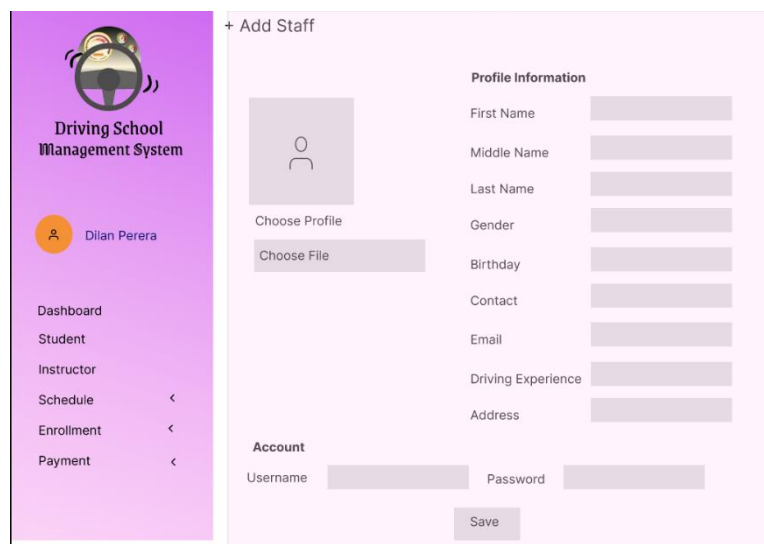 Driving School
Management System
Dilan Perera
Dashboard
Student
Instructor
Schedule
Enrollment
Payment
+ Add Staff
Choose Profile
Choose File
Profile Information
First Name
Middle Name
Last Name
Gender
Birthday
Contact
Email
Driving Experience
Address
Account
Username
Password
Save